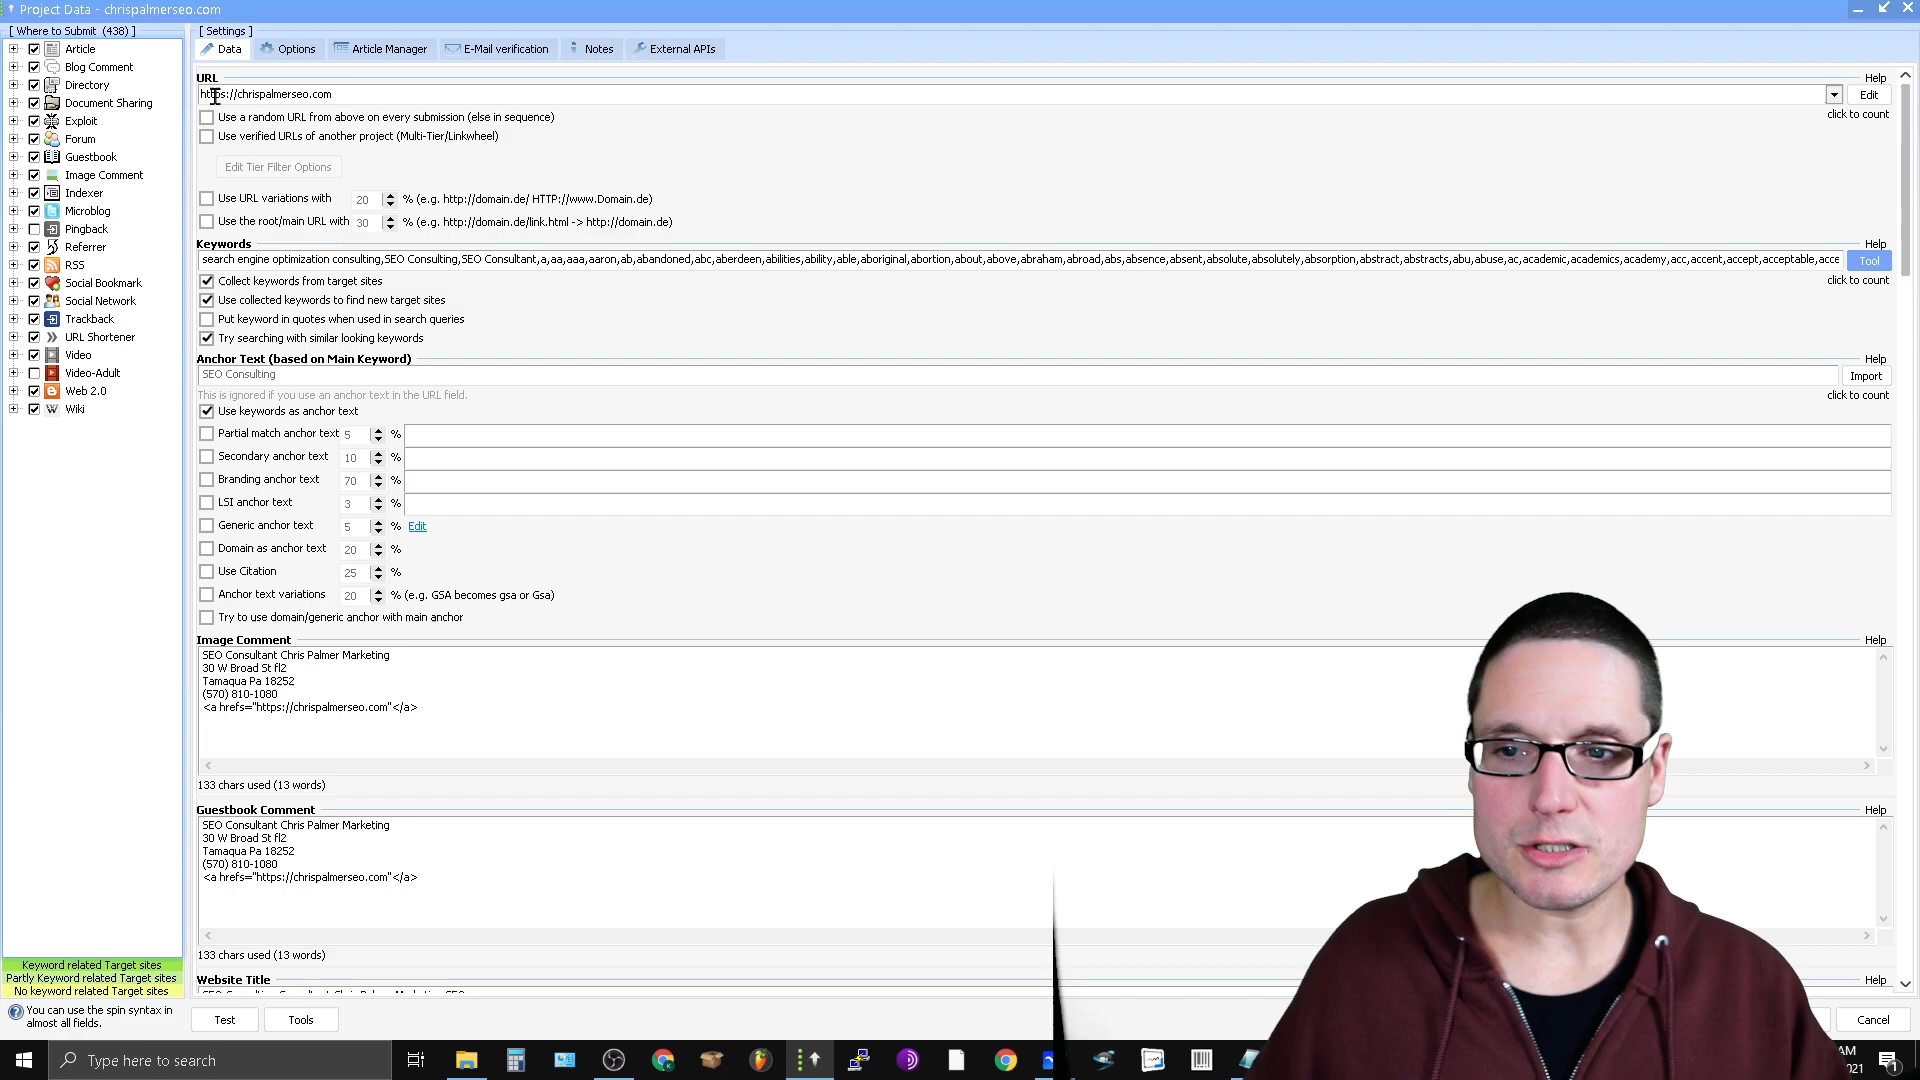 Project Data - chrispalmerseo.com
[ Where to Submit (438) ]
Article
Blog Comment
Directory
Document Sharing
Exploit
Forum
Guestbook
Image Comment
Indexer
Microblog
Pingback
Referrer
RSS
Social Bookmark
Social Network
Trackback
URL Shortener
Video
Video-Adult
Web 2.0
Wiki
Keyword related Target sites
Partly Keyword related Target sites
No keyword related Target sites
You can use the spin syntax in
almost all fields.
[ Settings ]
Data Options Article Manager E-Mail verification Notes External APIs
URL Help
https://chrispalmerseo.com Edit
Use a random URL from above on every submission (else in sequence) click to count
Use verified URLs of another project (Multi-Tier/Linkwheel)
Edit Tier Filter Options
Use URL variations with 20 % (e.g. http://domain.de/ HTTP://www.Domain.de)
Use the root/main URL with 30 % (e.g. http://domain.de/link.html -> http://domain.de)
Keywords Help
search engine optimization consulting,SEO Consulting,SEO Consultant,a,aa,aaa,aaron,ab,abandoned,abc,aberdeen,abilities,ability,able,aboriginal,abortion,about,above,abraham,abroad,abs,absence,absent,absolute,absolutely,absorption,abstract,abstracts,abu,abuse,ac,academic,academics,academy,acc,accent,accept,acceptable,acce Tool
Collect keywords from target sites click to count
Use collected keywords to find new target sites
Put keyword in quotes when used in search queries
Try searching with similar looking keywords
Anchor Text (based on Main Keyword) Help
SEO Consulting Import
This is ignored if you use an anchor text in the URL field. click to count
Use keywords as anchor text
Partial match anchor text 5 %
Secondary anchor text 10 %
Branding anchor text 70 %
LSI anchor text 3 %
Generic anchor text 5 % Edit
Domain as anchor text 20 %
Use Citation 25 %
Anchor text variations 20 % (e.g. GSA becomes gsa or Gsa)
Try to use domain/generic anchor with main anchor
Image Comment Help
SEO Consultant Chris Palmer Marketing
30 W Broad St fl2
Tamaqua Pa 18252
(570) 810-1080
<a hrefs="https://chrispalmerseo.com"</a>
133 chars used (13 words)
Guestbook Comment Help
SEO Consultant Chris Palmer Marketing
30 W Broad St fl2
Tamaqua Pa 18252
(570) 810-1080
<a hrefs="https://chrispalmerseo.com"</a>
133 chars used (13 words)
Website Title Help
Test Tools Cancel
Type here to search
AM
021
1